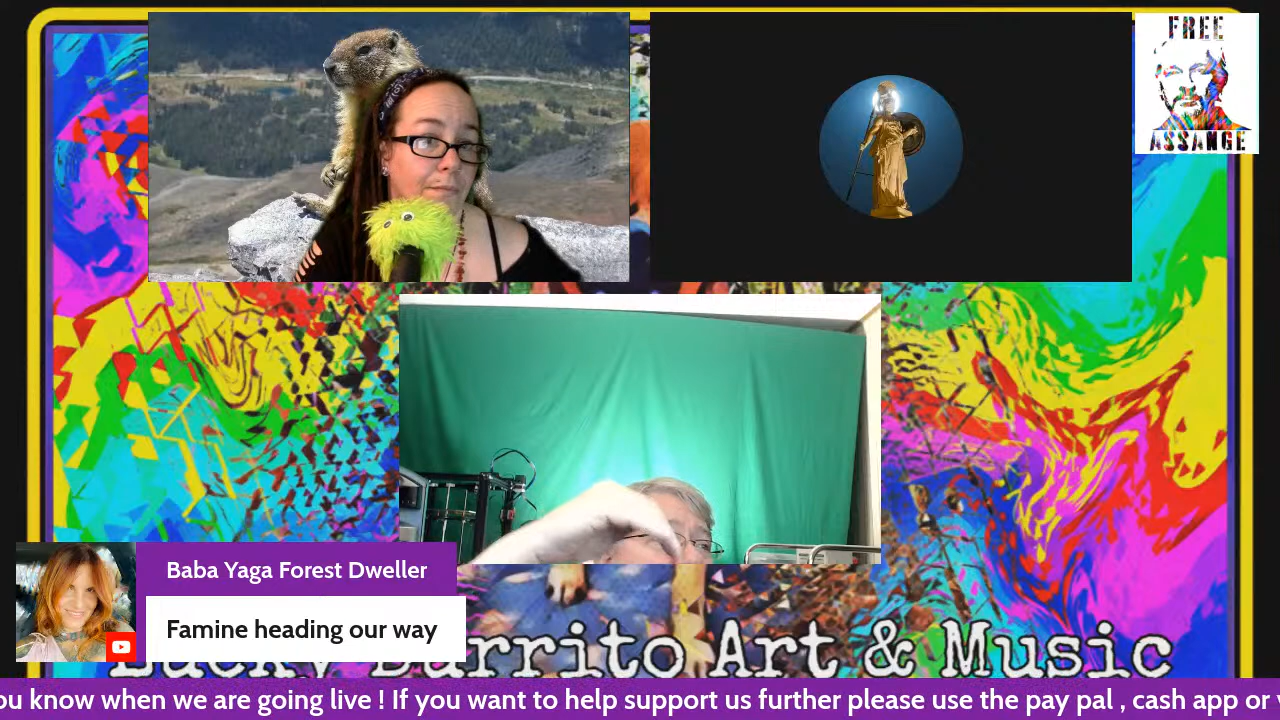 FREE
ASSANGE
Baba Yaga Forest Dweller
Famine heading our way
Burrito Art & Music
ou know when we are going live ! If you want to help support us further please use the pay pal , cash app or